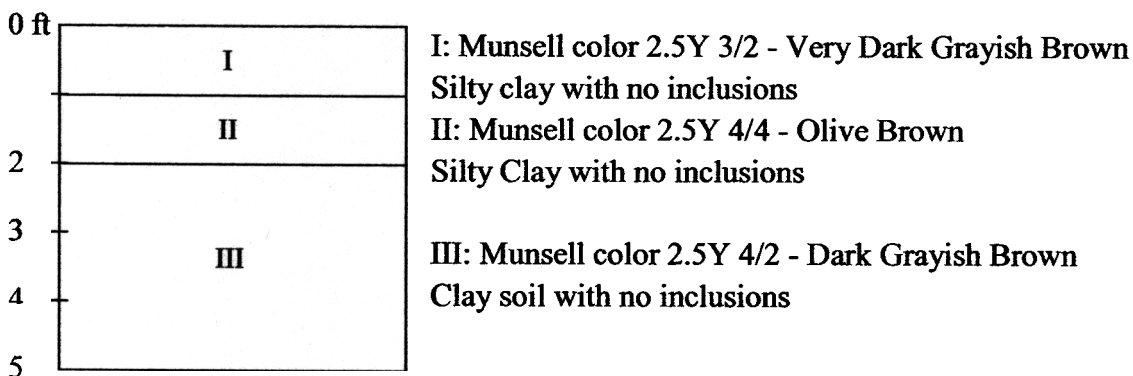 0 ft
I
I: Munsell color 2.5Y 3/2 - Very Dark Grayish Brown
Silty clay with no inclusions
II
II: Munsell color 2.5Y 4/4 - Olive Brown
2
Silty Clay with no inclusions
3
III
III: Munsell color 2.5Y 4/2 - Dark Grayish Brown
4
Clay soil with no inclusions
5